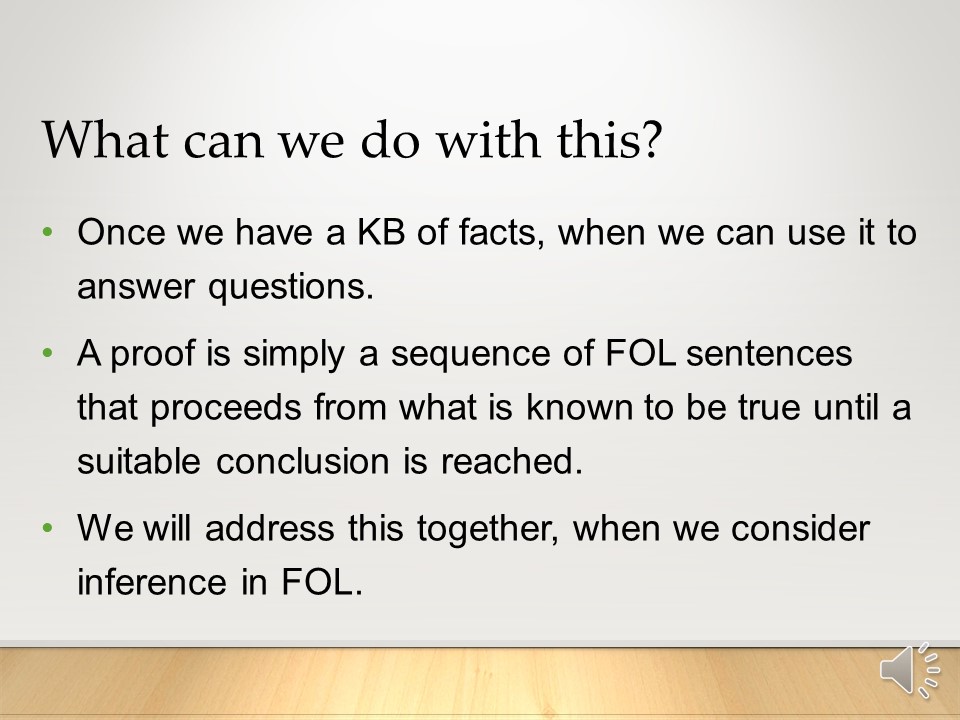 What can we do with this?
• Once we have a KB of facts, when we can use it to
answer questions.
• A proof is simply a sequence of FOL sentences
that proceeds from what is known to be true until a
suitable conclusion is reached.
• We will address this together, when we consider
inference in FOL.